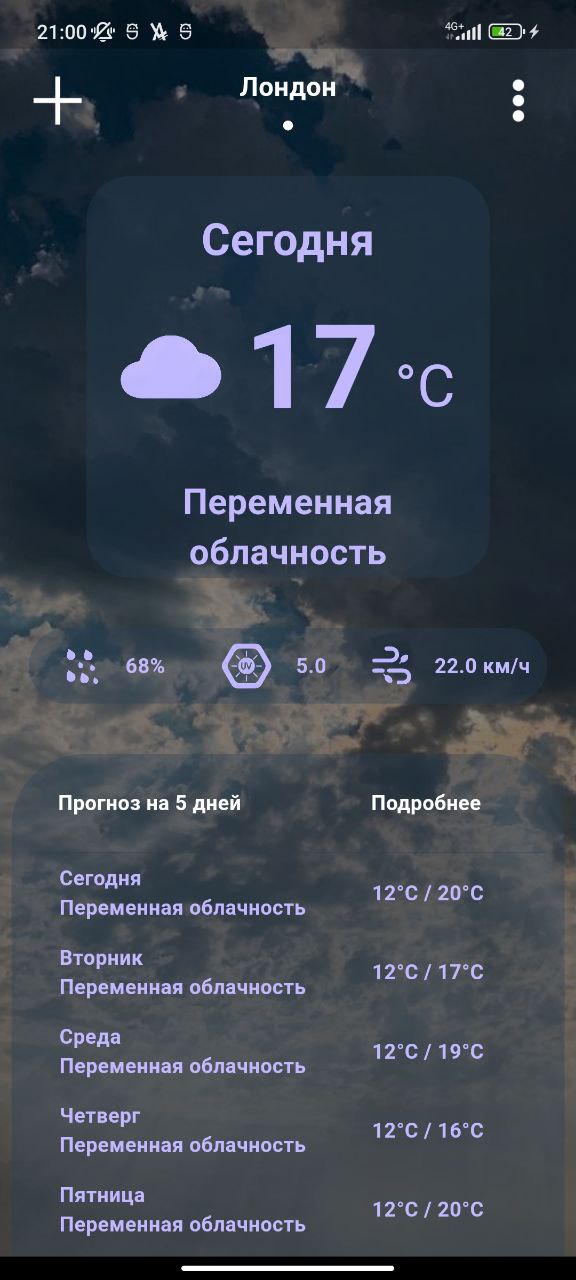 21:00 4G+ 42
Лондон
Сегодня
17 °C
Переменная
облачность
68% UV 5.0 22.0 км/ч
Прогноз на 5 дней Подробнее
Сегодня
Переменная облачность
12°C / 20°C
Вторник
Переменная облачность
12°C / 17°C
Среда
Переменная облачность
12°C / 19°C
Четверг
Переменная облачность
12°C / 16°C
Пятница
Переменная облачность
12°C / 20°C